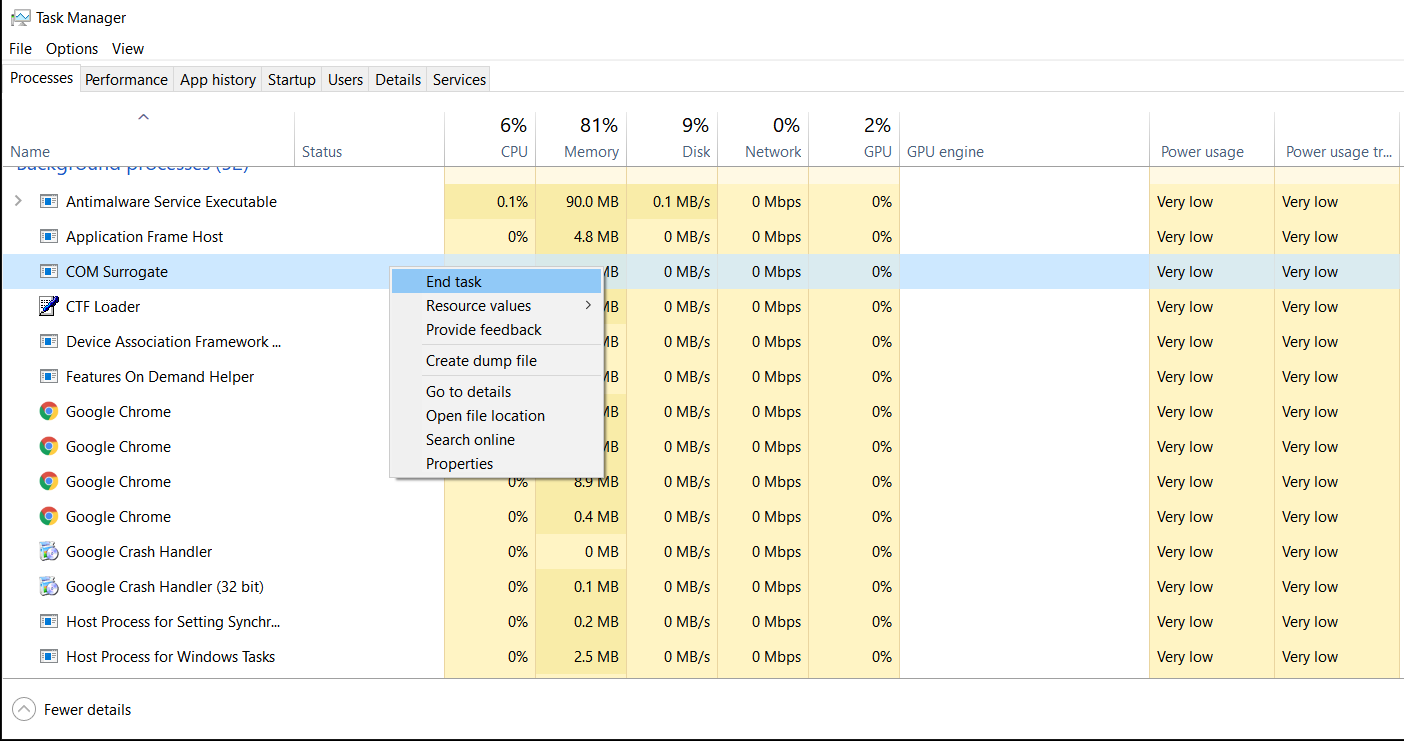 Task Manager
File Options View
Processes Performance App history Startup Users Details Services
6% 81% 9% 0% 2%
Name Status CPU Memory Disk Network GPU GPU engine Power usage Power usage tr...
Background processes (52)
Antimalware Service Executable 0.1% 90.0 MB 0.1 MB/s 0 Mbps 0% Very low Very low
Application Frame Host 0% 4.8 MB 0 MB/s 0 Mbps 0% Very low Very low
COM Surrogate MB 0 MB/s 0 Mbps 0% Very low Very low
End task
CTF Loader MB 0 MB/s 0 Mbps 0% Very low Very low
Resource values
Provide feedback
Device Association Framework ... MB 0 MB/s 0 Mbps 0% Very low Very low
Create dump file
Features On Demand Helper MB 0 MB/s 0 Mbps 0% Very low Very low
Go to details
Google Chrome MB 0 MB/s 0 Mbps 0% Very low Very low
Open file location
Search online
Google Chrome MB 0 MB/s 0 Mbps 0% Very low Very low
Properties
Google Chrome 0% 8.9 MB 0 MB/s 0 Mbps 0% Very low Very low
Google Chrome 0% 0.4 MB 0 MB/s 0 Mbps 0% Very low Very low
Google Crash Handler 0% 0 MB 0 MB/s 0 Mbps 0% Very low Very low
Google Crash Handler (32 bit) 0% 0.1 MB 0 MB/s 0 Mbps 0% Very low Very low
Host Process for Setting Synchr... 0% 0.2 MB 0 MB/s 0 Mbps 0% Very low Very low
Host Process for Windows Tasks 0% 2.5 MB 0 MB/s 0 Mbps 0% Very low Very low
Fewer details